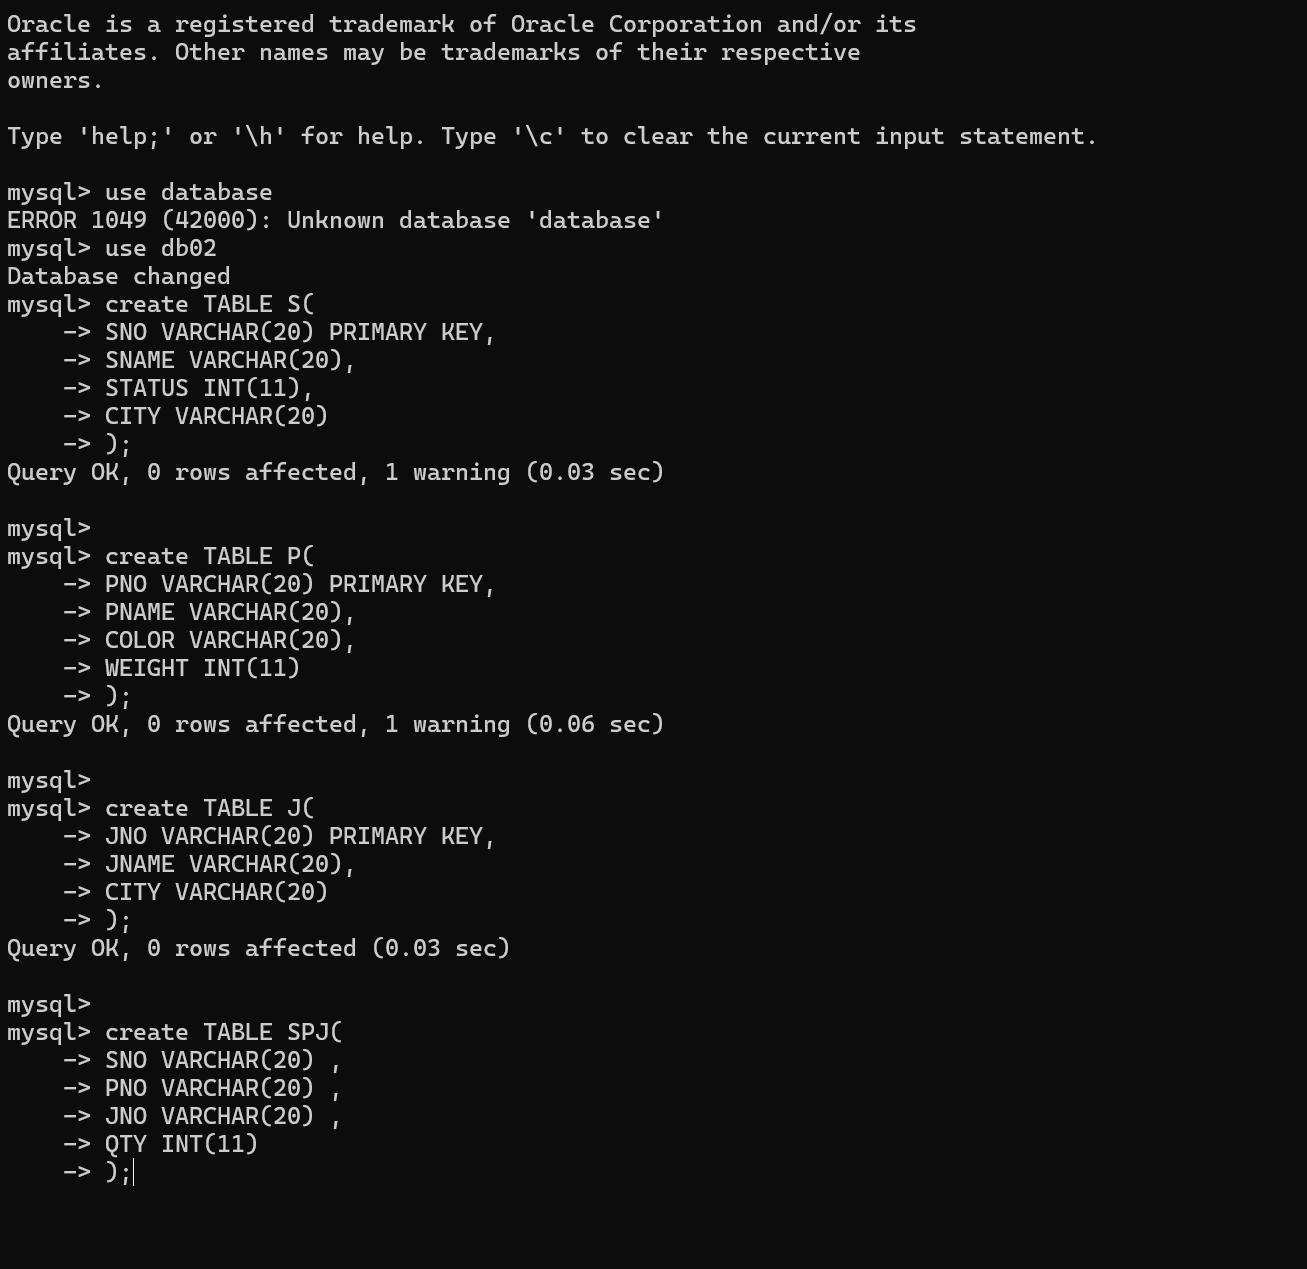 Oracle is a registered trademark of Oracle Corporation and/or its
affiliates. Other names may be trademarks of their respective
owners.

Type 'help;' or '\h' for help. Type '\c' to clear the current input statement.

mysql> use database
ERROR 1049 (42000): Unknown database 'database'
mysql> use db02
Database changed
mysql> create TABLE S(
    -> SNO VARCHAR(20) PRIMARY KEY,
    -> SNAME VARCHAR(20),
    -> STATUS INT(11),
    -> CITY VARCHAR(20)
    -> );
Query OK, 0 rows affected, 1 warning (0.03 sec)

mysql>
mysql> create TABLE P(
    -> PNO VARCHAR(20) PRIMARY KEY,
    -> PNAME VARCHAR(20),
    -> COLOR VARCHAR(20),
    -> WEIGHT INT(11)
    -> );
Query OK, 0 rows affected, 1 warning (0.06 sec)

mysql>
mysql> create TABLE J(
    -> JNO VARCHAR(20) PRIMARY KEY,
    -> JNAME VARCHAR(20),
    -> CITY VARCHAR(20)
    -> );
Query OK, 0 rows affected (0.03 sec)

mysql>
mysql> create TABLE SPJ(
    -> SNO VARCHAR(20) ,
    -> PNO VARCHAR(20) ,
    -> JNO VARCHAR(20) ,
    -> QTY INT(11)
    -> );